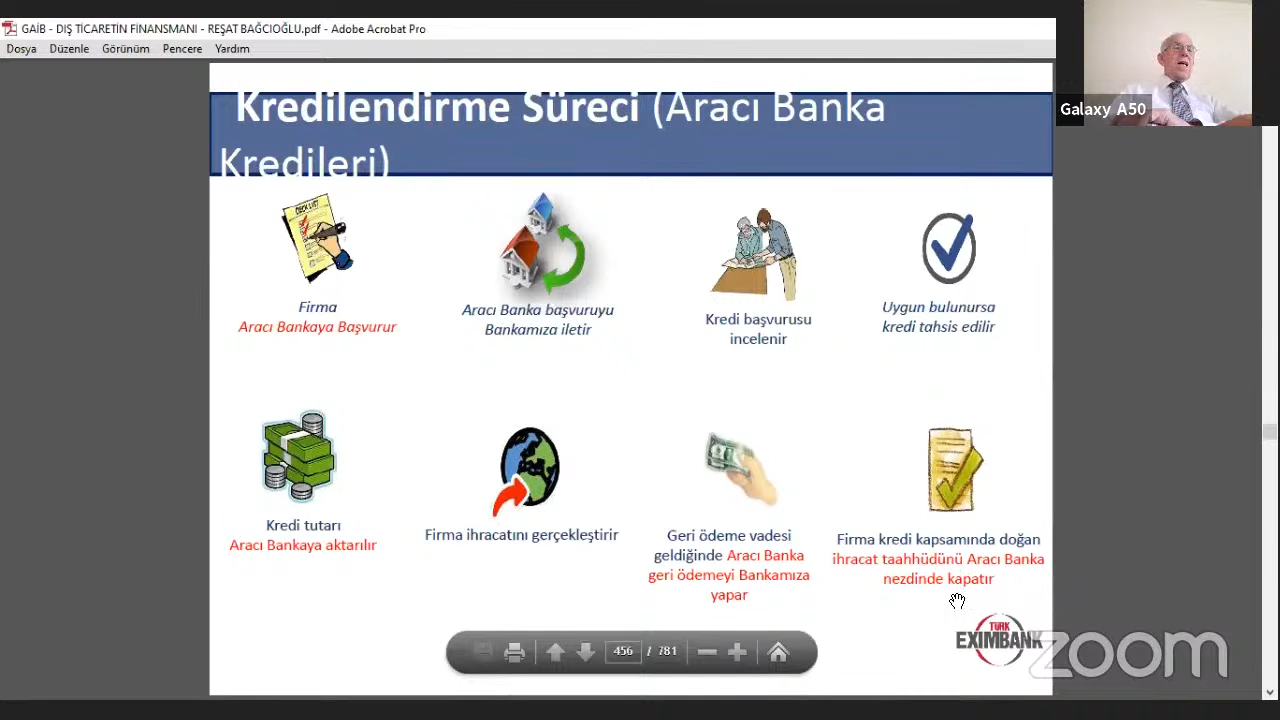 GAİB - DIŞ TİCARETİN FİNANSMANI - REŞAT BAĞCIOĞLU.pdf - Adobe Acrobat Pro
Dosya Düzenle Görünüm Pencere Yardım
Galaxy A50
Kredilendirme Süreci (Aracı Banka
Kredileri)
CHECK LIST
Firma
Aracı Bankaya Başvurur
Aracı Banka başvuruyu
Bankamıza iletir
Kredi başvurusu
incelenir
Uygun bulunursa
kredi tahsis edilir
Kredi tutarı
Aracı Bankaya aktarılır
Firma ihracatını gerçekleştirir
Geri ödeme vadesi
geldiğinde Aracı Banka
geri ödemeyi Bankamıza
yapar
Firma kredi kapsamında doğan
ihracat taahhüdünü Aracı Banka
nezdinde kapatır
TÜRK
EXIMBANK
456 / 781
zoom